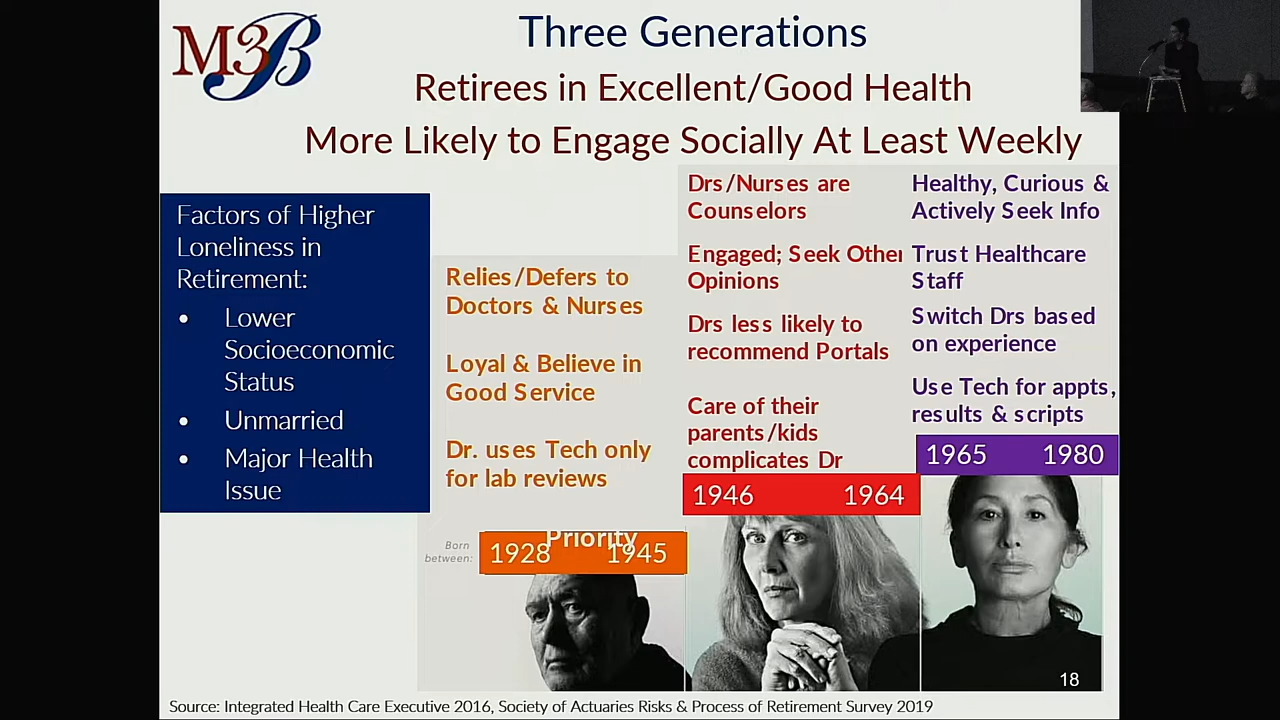 M3B
Three Generations
Retirees in Excellent/Good Health
More Likely to Engage Socially At Least Weekly
Factors of Higher
Loneliness in
Retirement:
• Lower
Socioeconomic
Status
• Unmarried
• Major Health
Issue
Relies/Defers to
Doctors & Nurses
Loyal & Believe in
Good Service
Dr. uses Tech only
for lab reviews
Priority
Born
between:
1928 1945
Drs/Nurses are
Counselors
Engaged; Seek Other
Opinions
Drs less likely to
recommend Portals
Care of their
parents/kids
complicates Dr
1946 1964
Healthy, Curious &
Actively Seek Info
Trust Healthcare
Staff
Switch Drs based
on experience
Use Tech for appts,
results & scripts
1965 1980
18
Source: Integrated Health Care Executive 2016, Society of Actuaries Risks & Process of Retirement Survey 2019